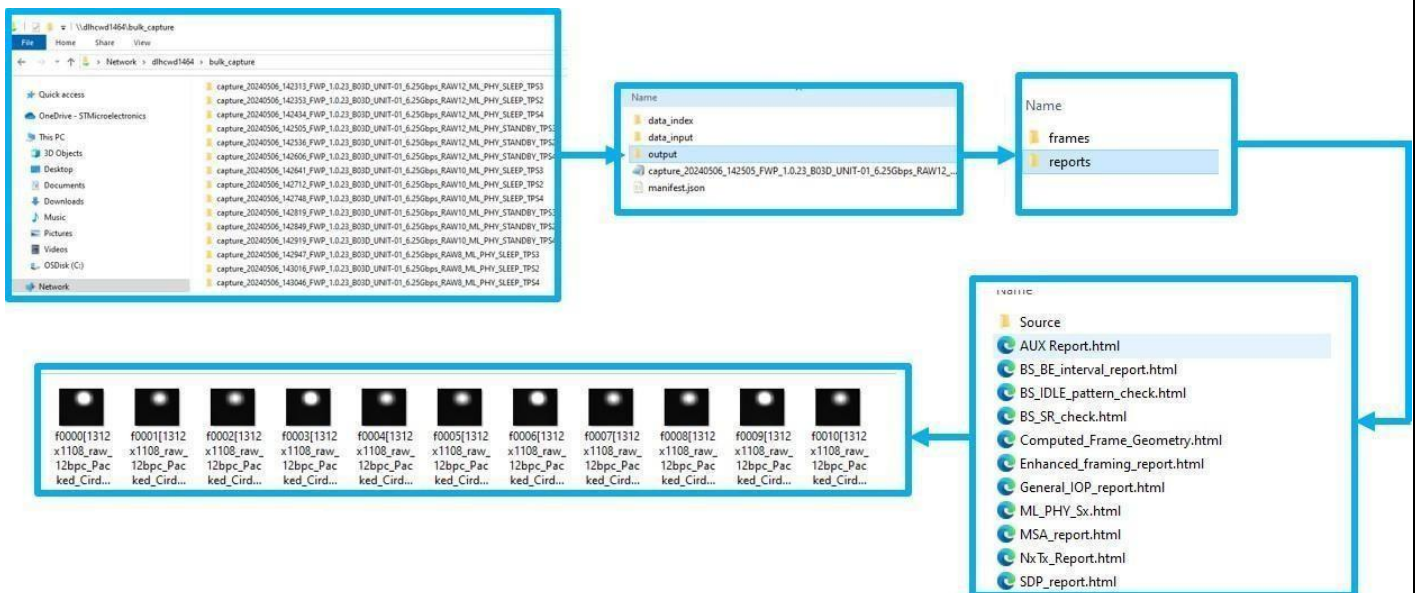 \\dlhcwd1464\bulk_capture
File Home Share View
Network > dlhcwd1464 > bulk_capture
Quick access
OneDrive - STMicroelectronics
This PC
3D Objects
Desktop
Documents
Downloads
Music
Pictures
Videos
OSDisk (C:)
Network
capture_20240506_142313_FWP_1.0.23_B03D_UNIT-01_6.25Gbps_RAW12_ML_PHY_SLEEP_TPS3
capture_20240506_142353_FWP_1.0.23_B03D_UNIT-01_6.25Gbps_RAW12_ML_PHY_SLEEP_TPS2
capture_20240506_142434_FWP_1.0.23_B03D_UNIT-01_6.25Gbps_RAW12_ML_PHY_SLEEP_TPS4
capture_20240506_142505_FWP_1.0.23_B03D_UNIT-01_6.25Gbps_RAW12_ML_PHY_STANDBY_TPS3
capture_20240506_142536_FWP_1.0.23_B03D_UNIT-01_6.25Gbps_RAW12_ML_PHY_STANDBY_TPS2
capture_20240506_142606_FWP_1.0.23_B03D_UNIT-01_6.25Gbps_RAW12_ML_PHY_STANDBY_TPS4
capture_20240506_142641_FWP_1.0.23_B03D_UNIT-01_6.25Gbps_RAW10_ML_PHY_SLEEP_TPS3
capture_20240506_142712_FWP_1.0.23_B03D_UNIT-01_6.25Gbps_RAW10_ML_PHY_SLEEP_TPS2
capture_20240506_142748_FWP_1.0.23_B03D_UNIT-01_6.25Gbps_RAW10_ML_PHY_SLEEP_TPS4
capture_20240506_142819_FWP_1.0.23_B03D_UNIT-01_6.25Gbps_RAW10_ML_PHY_STANDBY_TPS3
capture_20240506_142849_FWP_1.0.23_B03D_UNIT-01_6.25Gbps_RAW10_ML_PHY_STANDBY_TPS2
capture_20240506_142919_FWP_1.0.23_B03D_UNIT-01_6.25Gbps_RAW10_ML_PHY_STANDBY_TPS4
capture_20240506_142947_FWP_1.0.23_B03D_UNIT-01_6.25Gbps_RAW8_ML_PHY_SLEEP_TPS3
capture_20240506_143016_FWP_1.0.23_B03D_UNIT-01_6.25Gbps_RAW8_ML_PHY_SLEEP_TPS2
capture_20240506_143046_FWP_1.0.23_B03D_UNIT-01_6.25Gbps_RAW8_ML_PHY_SLEEP_TPS4
Name
data_index
data_input
output
capture_20240506_142505_FWP_1.0.23_B03D_UNIT-01_6.25Gbps_RAW12_...
manifest.json
Name
frames
reports
Name
Source
AUX Report.html
BS_BE_interval_report.html
BS_IDLE_pattern_check.html
BS_SR_check.html
Computed_Frame_Geometry.html
Enhanced_framing_report.html
General_IOP_report.html
ML_PHY_Sx.html
MSA_report.html
NxTx_Report.html
SDP_report.html
f0000[1312 f0001[1312 f0002[1312 f0003[1312 f0004[1312 f0005[1312 f0006[1312 f0007[1312 f0008[1312 f0009[1312 f0010[1312
x1108_raw_ x1108_raw_ x1108_raw_ x1108_raw_ x1108_raw_ x1108_raw_ x1108_raw_ x1108_raw_ x1108_raw_ x1108_raw_ x1108_raw_
12bpc_Pac 12bpc_Pac 12bpc_Pac 12bpc_Pac 12bpc_Pac 12bpc_Pac 12bpc_Pac 12bpc_Pac 12bpc_Pac 12bpc_Pac 12bpc_Pac
ked_Cird... ked_Cird... ked_Cird... ked_Cird... ked_Cird... ked_Cird... ked_Cird... ked_Cird... ked_Cird... ked_Cird... ked_Cird...